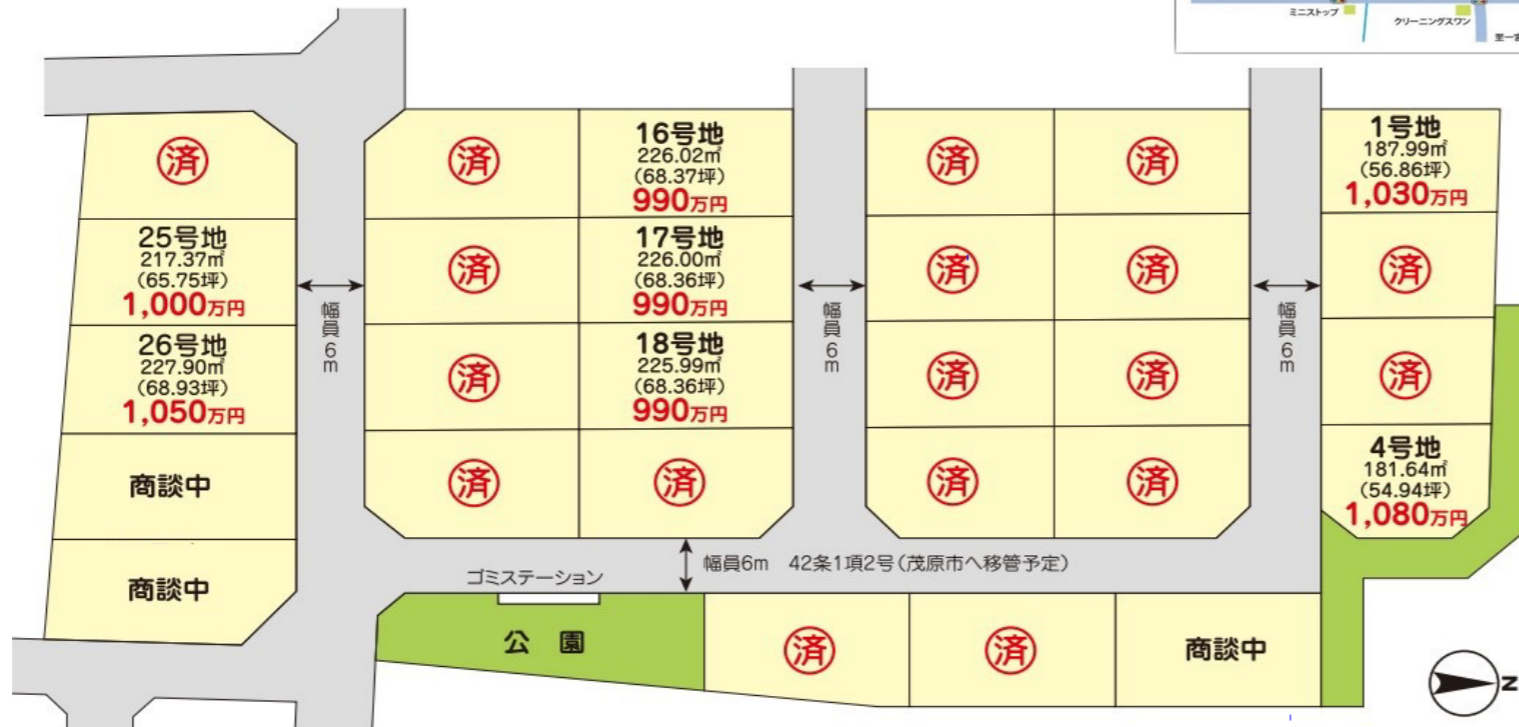 ミニストップ
クリーニングスワン
済
済
16号地
226.02㎡
(68.37坪)
990万円
済
済
1号地
187.99㎡
(56.86坪)
1,030万円
25号地
217.37㎡
(65.75坪)
1,000万円
幅員6m
済
17号地
226.00㎡
(68.36坪)
990万円
幅員6m
済
済
幅員6m
済
26号地
227.90㎡
(68.93坪)
1,050万円
済
18号地
225.99㎡
(68.36坪)
990万円
済
済
済
商談中
済
済
済
済
4号地
181.64㎡
(54.94坪)
1,080万円
商談中
幅員6m 42条1項2号(茂原市へ移管予定)
ゴミステーション
公園
済
済
商談中
N